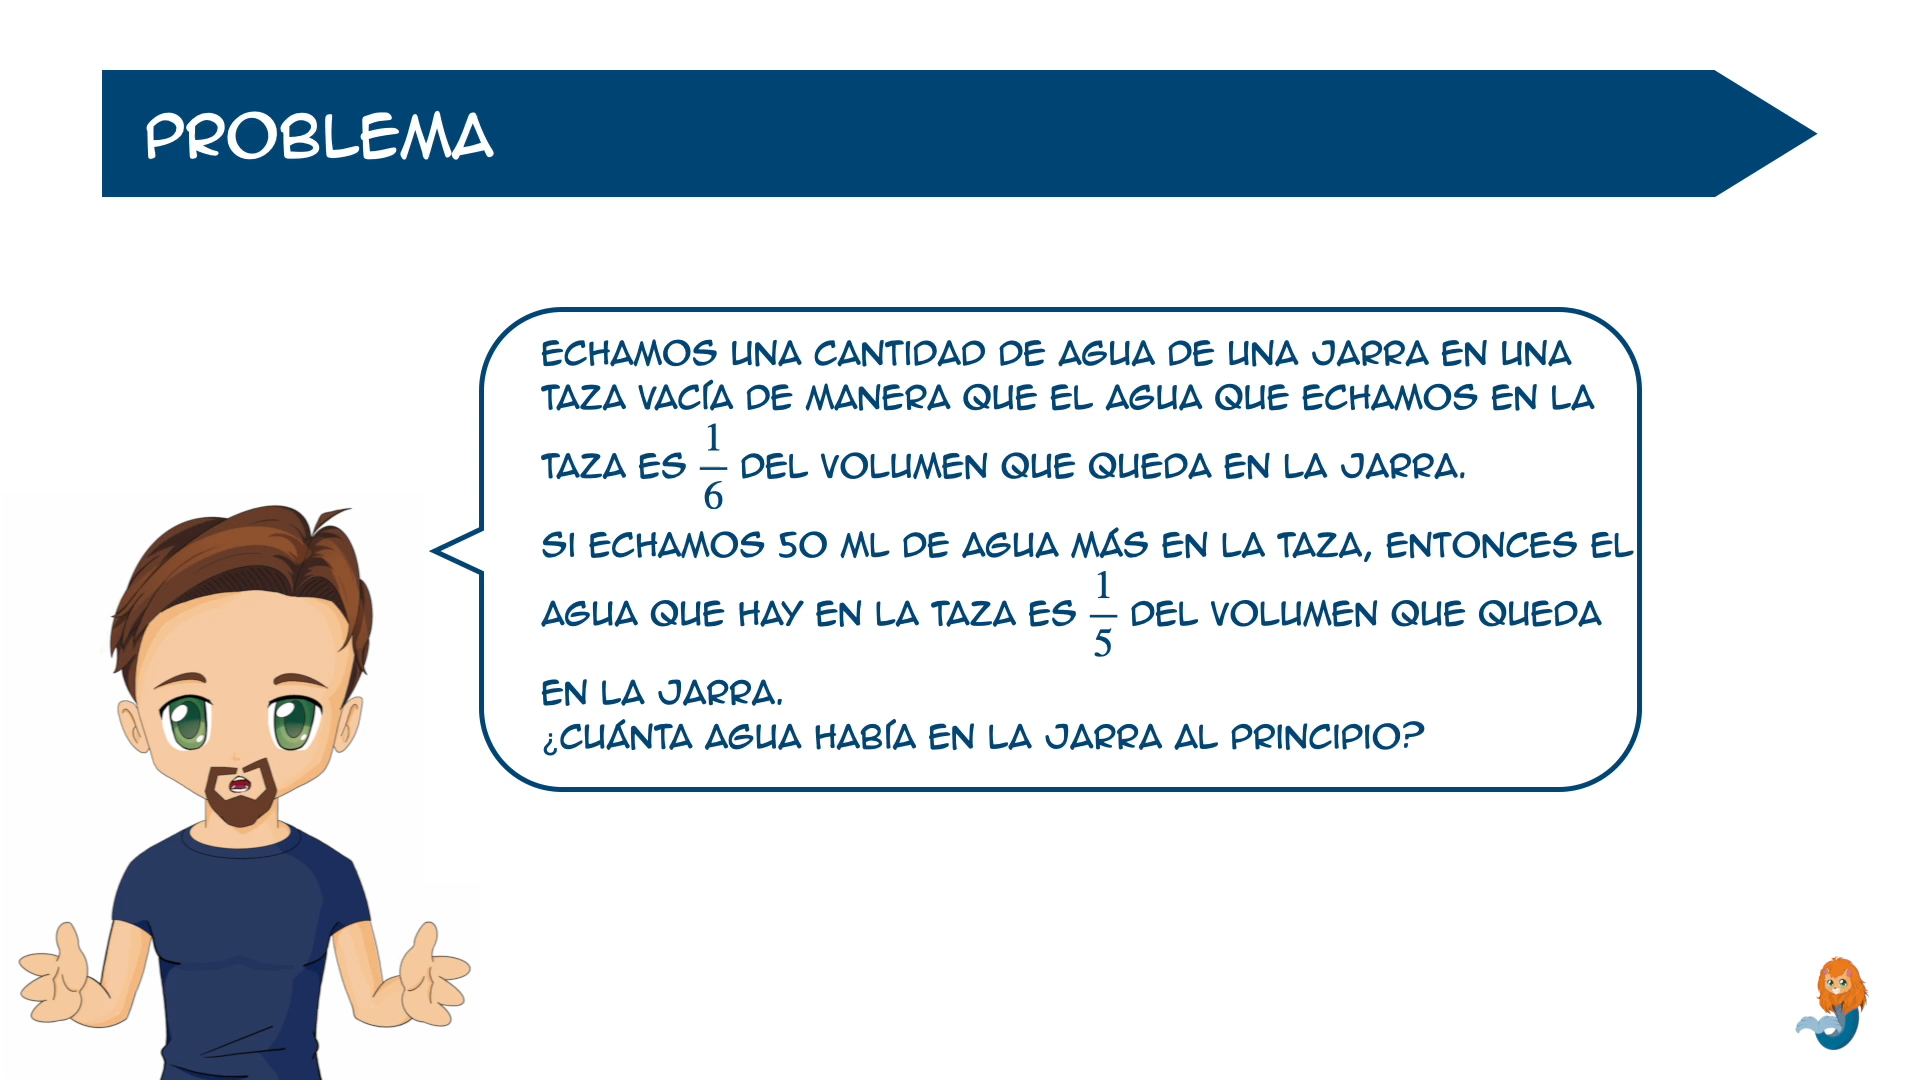 PROBLEMA
ECHAMOS UNA CANTIDAD DE AGUA DE UNA JARRA EN UNA
TAZA VACÍA DE MANERA QUE EL AGUA QUE ECHAMOS EN LA
TAZA ES 1/6 DEL VOLUMEN QUE QUEDA EN LA JARRA.
SI ECHAMOS 50 ML DE AGUA MÁS EN LA TAZA, ENTONCES EL
AGUA QUE HAY EN LA TAZA ES 1/5 DEL VOLUMEN QUE QUEDA
EN LA JARRA.
¿CUÁNTA AGUA HABÍA EN LA JARRA AL PRINCIPIO?